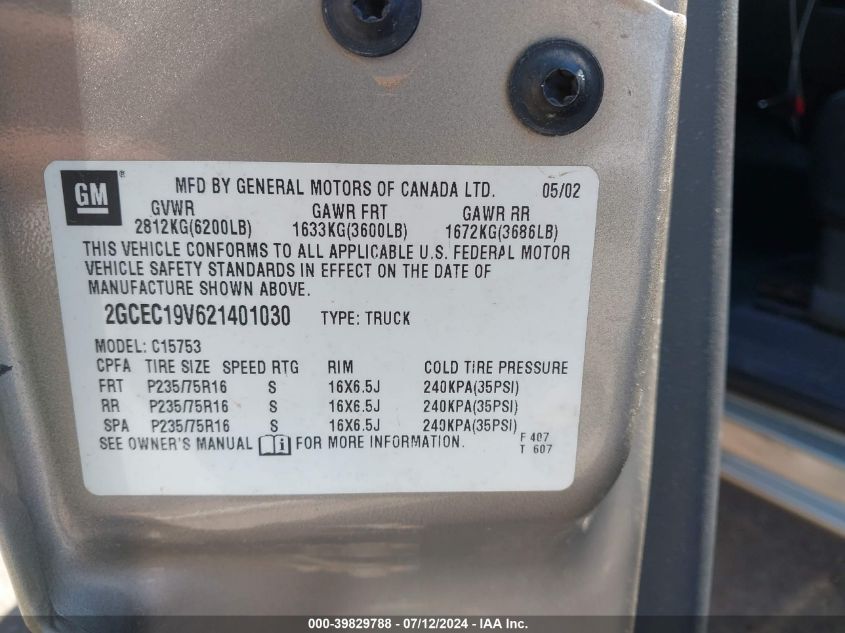 GM ®
MFD BY GENERAL MOTORS OF CANADA LTD. 05/02
GVWR GAWR FRT GAWR RR
2812KG(6200LB) 1633KG(3600LB) 1672KG(3686LB)
THIS VEHICLE CONFORMS TO ALL APPLICABLE U.S. FEDERAL MOTOR
VEHICLE SAFETY STANDARDS IN EFFECT ON THE DATE OF
MANUFACTURE SHOWN ABOVE.
2GCEC19V621401030 TYPE: TRUCK
MODEL: C15753
CPFA TIRE SIZE SPEED RTG RIM COLD TIRE PRESSURE
FRT P235/75R16 S 16X6.5J 240KPA(35PSI)
RR P235/75R16 S 16X6.5J 240KPA(35PSI)
SPA P235/75R16 S 16X6.5J 240KPA(35PSI)
SEE OWNER'S MANUAL i FOR MORE INFORMATION. F 407
T 607
000-39829788 - 07/12/2024 - IAA Inc.